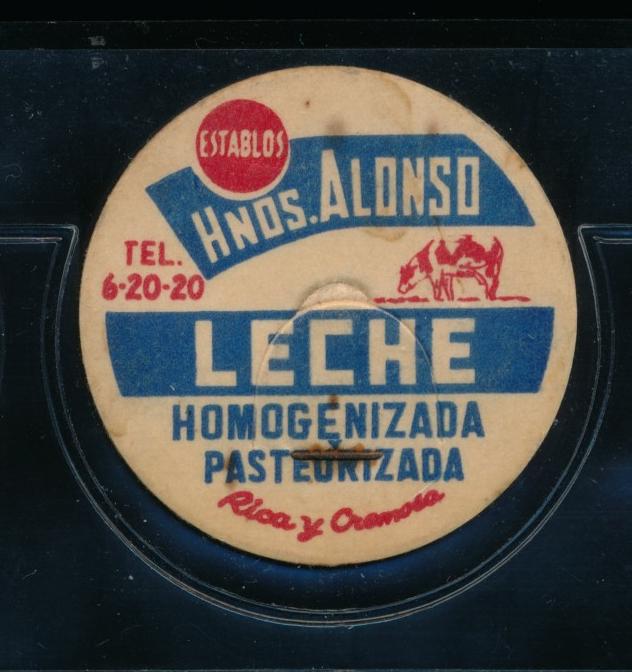 ESTABLOS
HNOS. ALONSO
TEL.
6-20-20
LECHE
HOMOGENIZADA
PASTEURIZADA
Rica y Cremosa